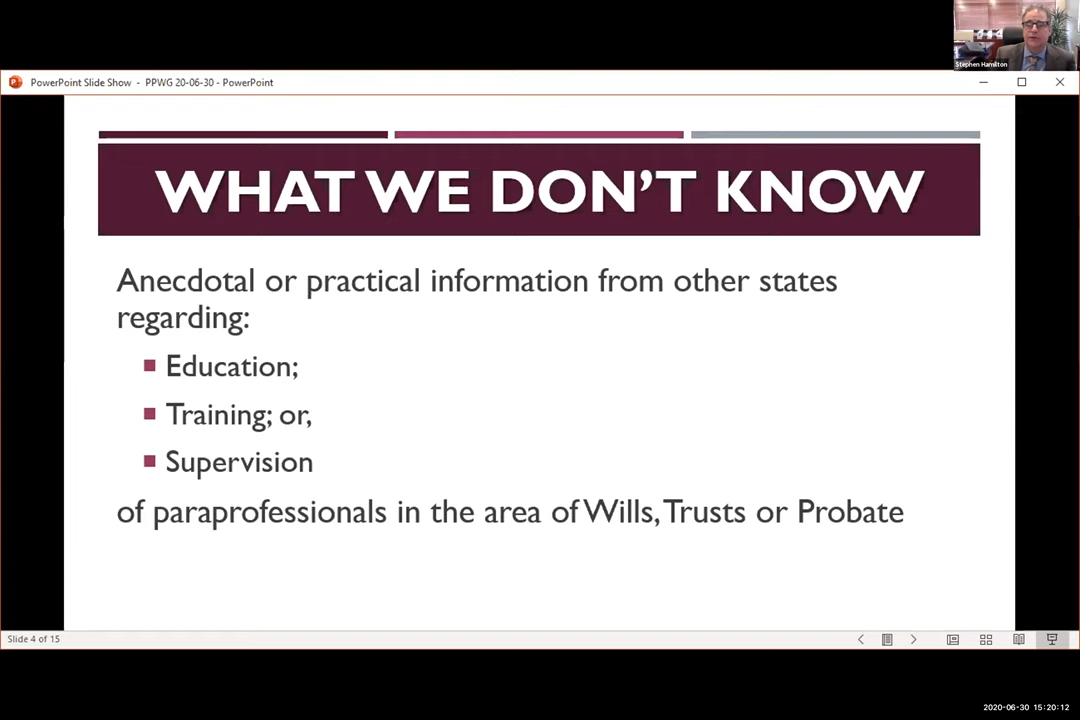 Stephen Hamilton
PowerPoint Slide Show - PPWG 20-06-30 - PowerPoint
WHAT WE DON'T KNOW
Anecdotal or practical information from other states
regarding:
Education;
Training; or,
Supervision
of paraprofessionals in the area of Wills, Trusts or Probate
Slide 4 of 15
2020-06-30 15:20:12